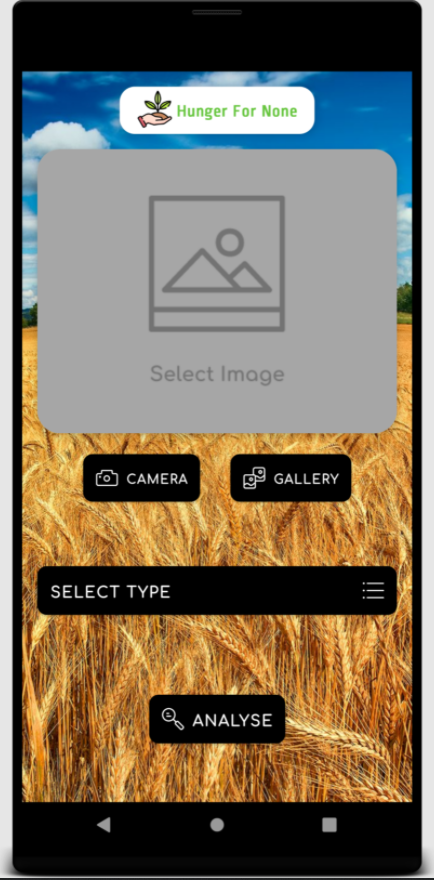 Hunger For None
Select Image
CAMERA
GALLERY
SELECT TYPE
ANALYSE